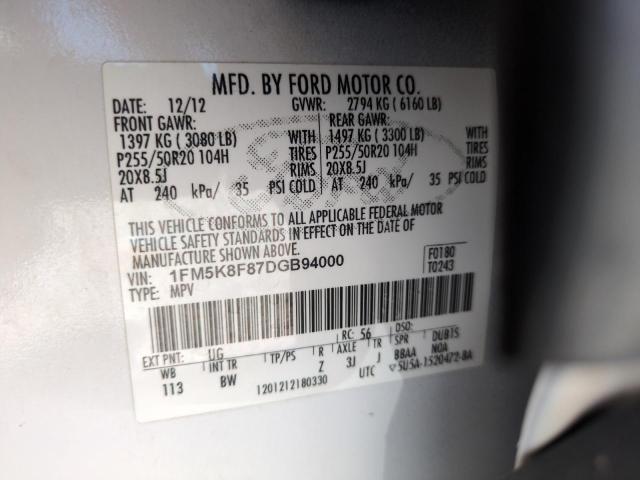 MFD. BY FORD MOTOR CO.
DATE: 12/12 GVWR: 2794 KG ( 6160 LB)
FRONT GAWR: REAR GAWR:
1397 KG ( 3080 LB) WITH 1497 KG ( 3300 LB) WITH
P255/50R20 104H TIRES P255/50R20 104H TIRES
20X8.5J RIMS 20X8.5J RIMS
AT 240 kPa/ 35 PSI COLD AT 240 kPa/ 35 PSI COLD
THIS VEHICLE CONFORMS TO ALL APPLICABLE FEDERAL MOTOR
VEHICLE SAFETY STANDARDS IN EFFECT ON THE DATE OF
MANUFACTURE SHOWN ABOVE.
VIN: 1FM5K8F87DGB94000 F0180
TYPE: MPV T0243
EXT PNT: UG RC: 56 DSO:
WB INT TR TP/PS R AXLE TR SPR DUB1S
113 BW Z 3J J BBAA NOA
1201212180330 UTC ▽5U5A-1520472-BA